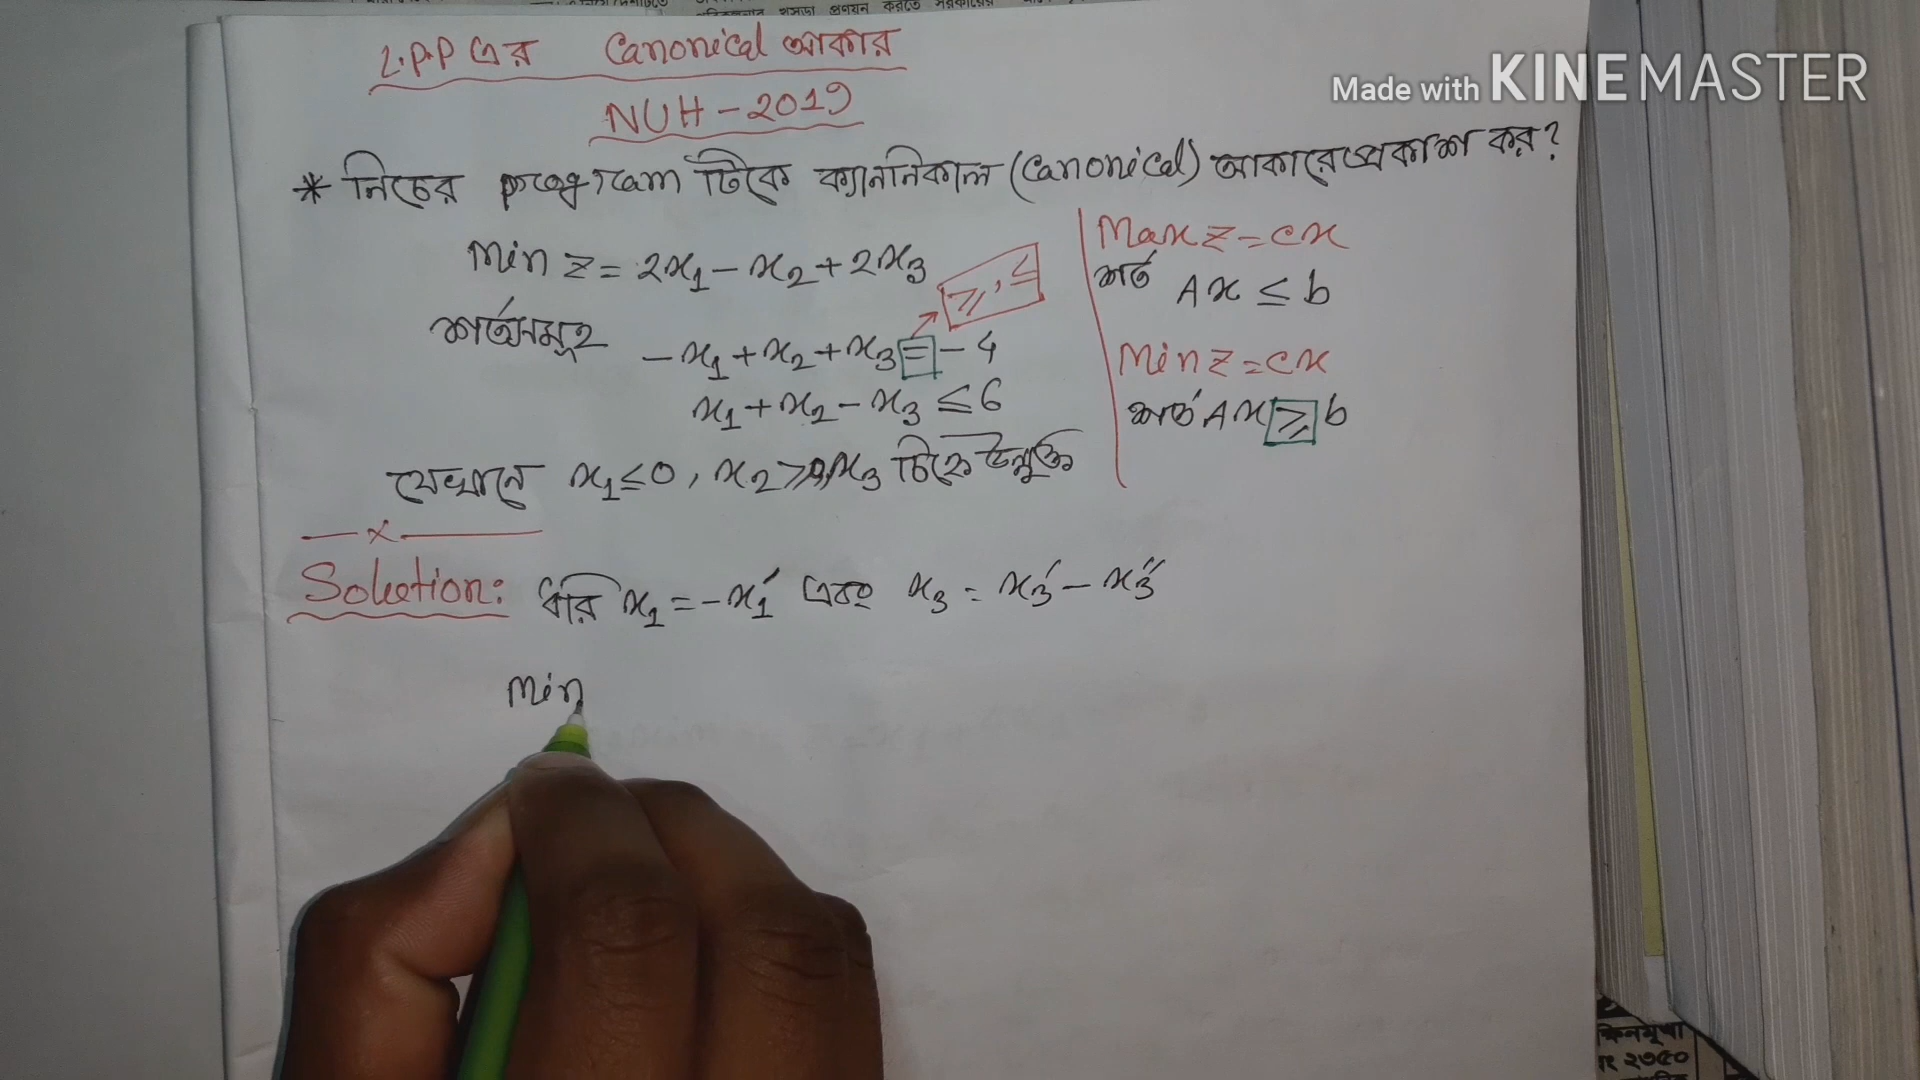 L.P.P এর Canonical আকার
NUH - 2019
Made with KINEMASTER
* নিচের program টিকে ক্যাননিকাল (Canonical) আকারে প্রকাশ কর?
Min z = 2x₁ - x₂ + 2x₃
≥, ≤
শর্তসমূহ
-x₁ + x₂ + x₃ = -4
x₁ + x₂ - x₃ ≤ 6
যেখানে x₁ ≤ 0, x₂ ≥ 0, x₃ চিহ্নে উন্মুক্ত
Max z = cx
শর্ত Ax ≤ b
Min z = cx
শর্ত Ax ≥ b
Solution: ধরি x₁ = -x₁′ এবং x₃ = x₃′ - x₃″
Min